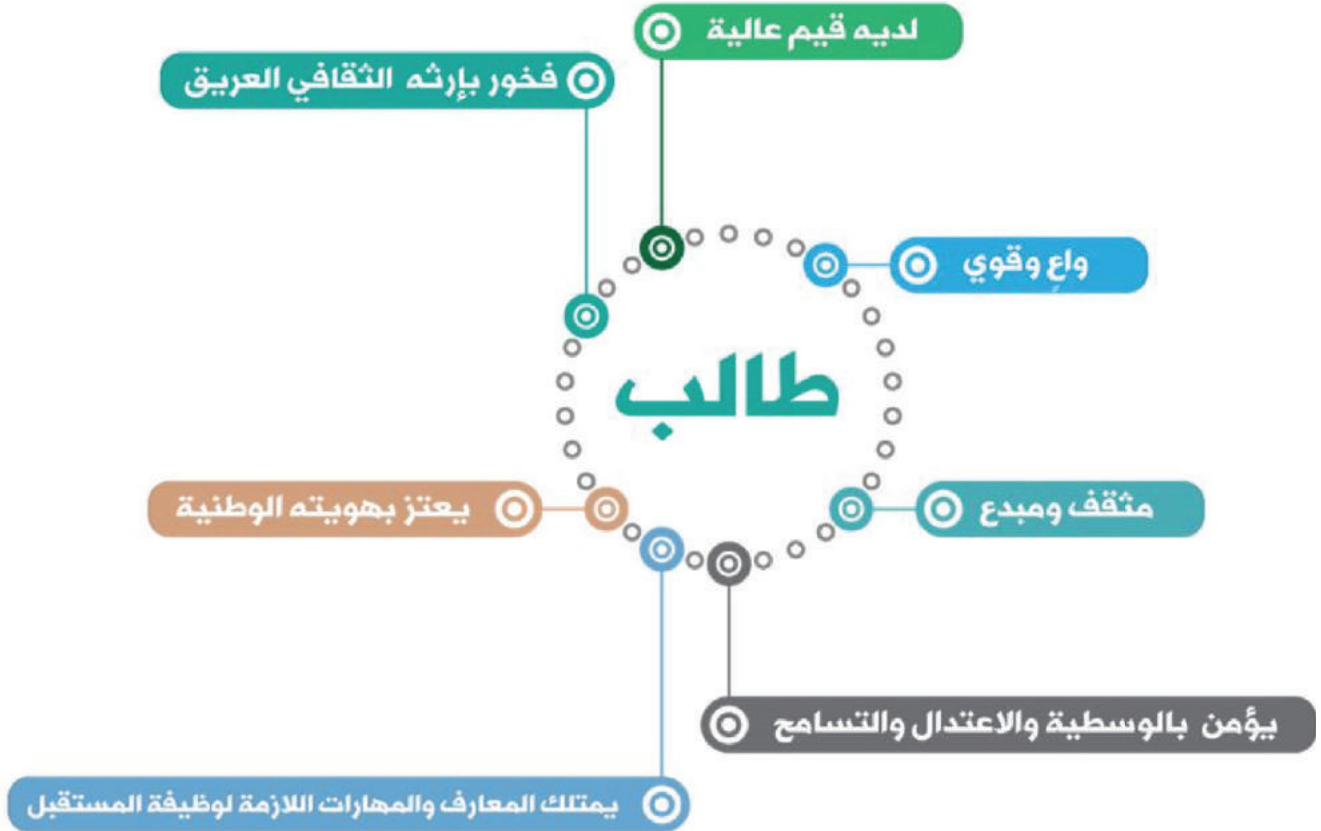 لديه قيم عالية
فخور بإرثه الثقافي العريق
واعٍ وقوي
طالب
مثقف ومبدع
يعتز بهويته الوطنية
يؤمن بالوسطية والاعتدال والتسامح
يمتلك المعارف والمهارات اللازمة لوظيفة المستقبل